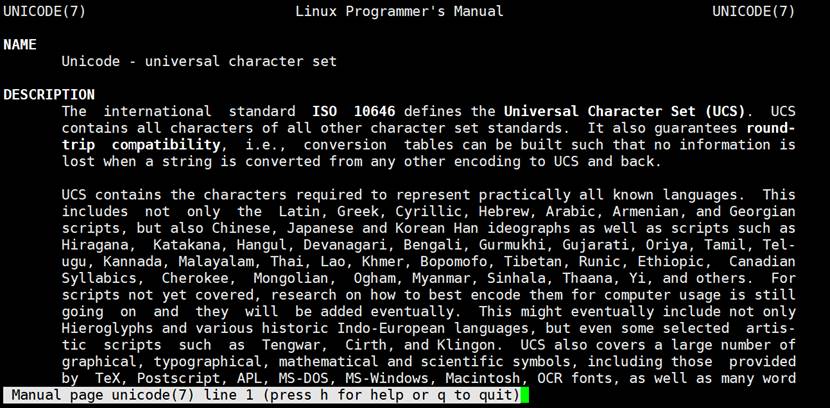 UNICODE(7) Linux Programmer's Manual UNICODE(7)
NAME
Unicode - universal character set
DESCRIPTION
The international standard ISO 10646 defines the Universal Character Set (UCS). UCS
contains all characters of all other character set standards. It also guarantees round-
trip compatibility, i.e., conversion tables can be built such that no information is
lost when a string is converted from any other encoding to UCS and back.
UCS contains the characters required to represent practically all known languages. This
includes not only the Latin, Greek, Cyrillic, Hebrew, Arabic, Armenian, and Georgian
scripts, but also Chinese, Japanese and Korean Han ideographs as well as scripts such as
Hiragana, Katakana, Hangul, Devanagari, Bengali, Gurmukhi, Gujarati, Oriya, Tamil, Tel-
ugu, Kannada, Malayalam, Thai, Lao, Khmer, Bopomofo, Tibetan, Runic, Ethiopic, Canadian
Syllabics, Cherokee, Mongolian, Ogham, Myanmar, Sinhala, Thaana, Yi, and others. For
scripts not yet covered, research on how to best encode them for computer usage is still
going on and they will be added eventually. This might eventually include not only
Hieroglyphs and various historic Indo-European languages, but even some selected artis-
tic scripts such as Tengwar, Cirth, and Klingon. UCS also covers a large number of
graphical, typographical, mathematical and scientific symbols, including those provided
by TeX, Postscript, APL, MS-DOS, MS-Windows, Macintosh, OCR fonts, as well as many word
Manual page unicode(7) line 1 (press h for help or q to quit)